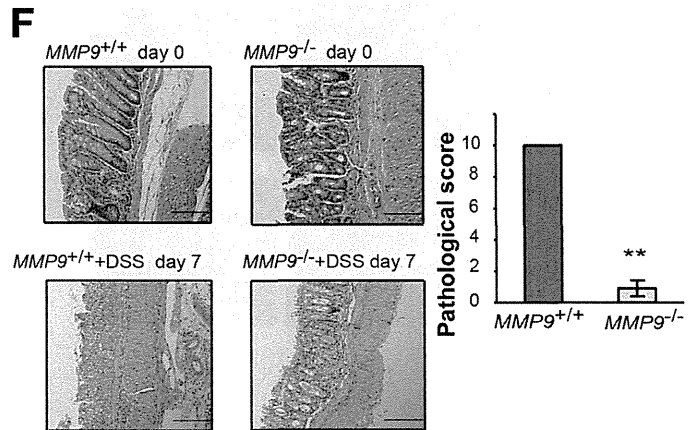 F
MMP9+/+ day 0
MMP9-/- day 0
MMP9+/++DSS day 7
MMP9-/-+DSS day 7
Pathological score
10
8
6
4
2
0
**
MMP9+/+
MMP9-/-